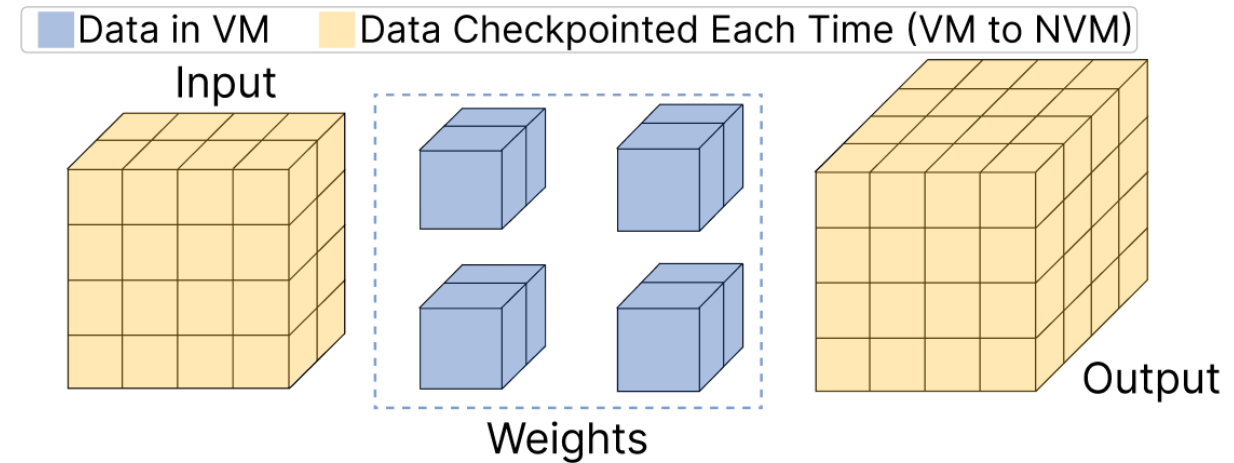 Data in VM
Data Checkpointed Each Time (VM to NVM)
Input
Weights
Output